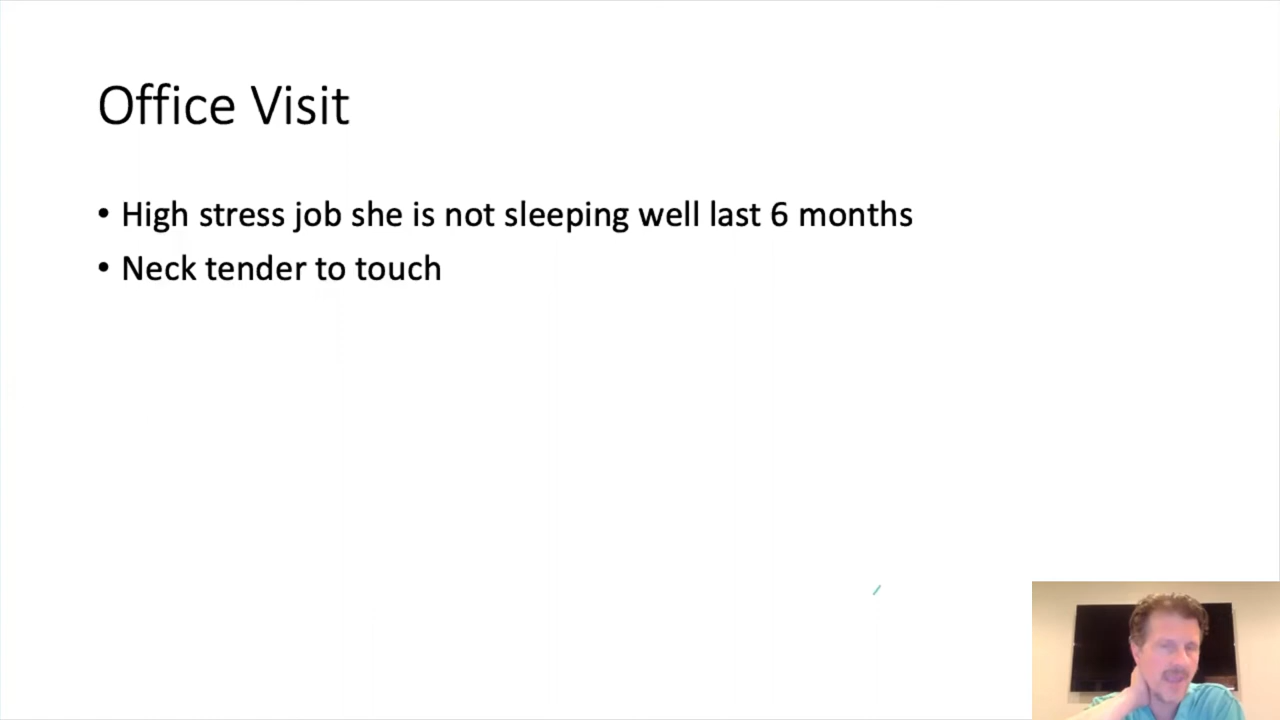 Office Visit
• High stress job she is not sleeping well last 6 months
• Neck tender to touch